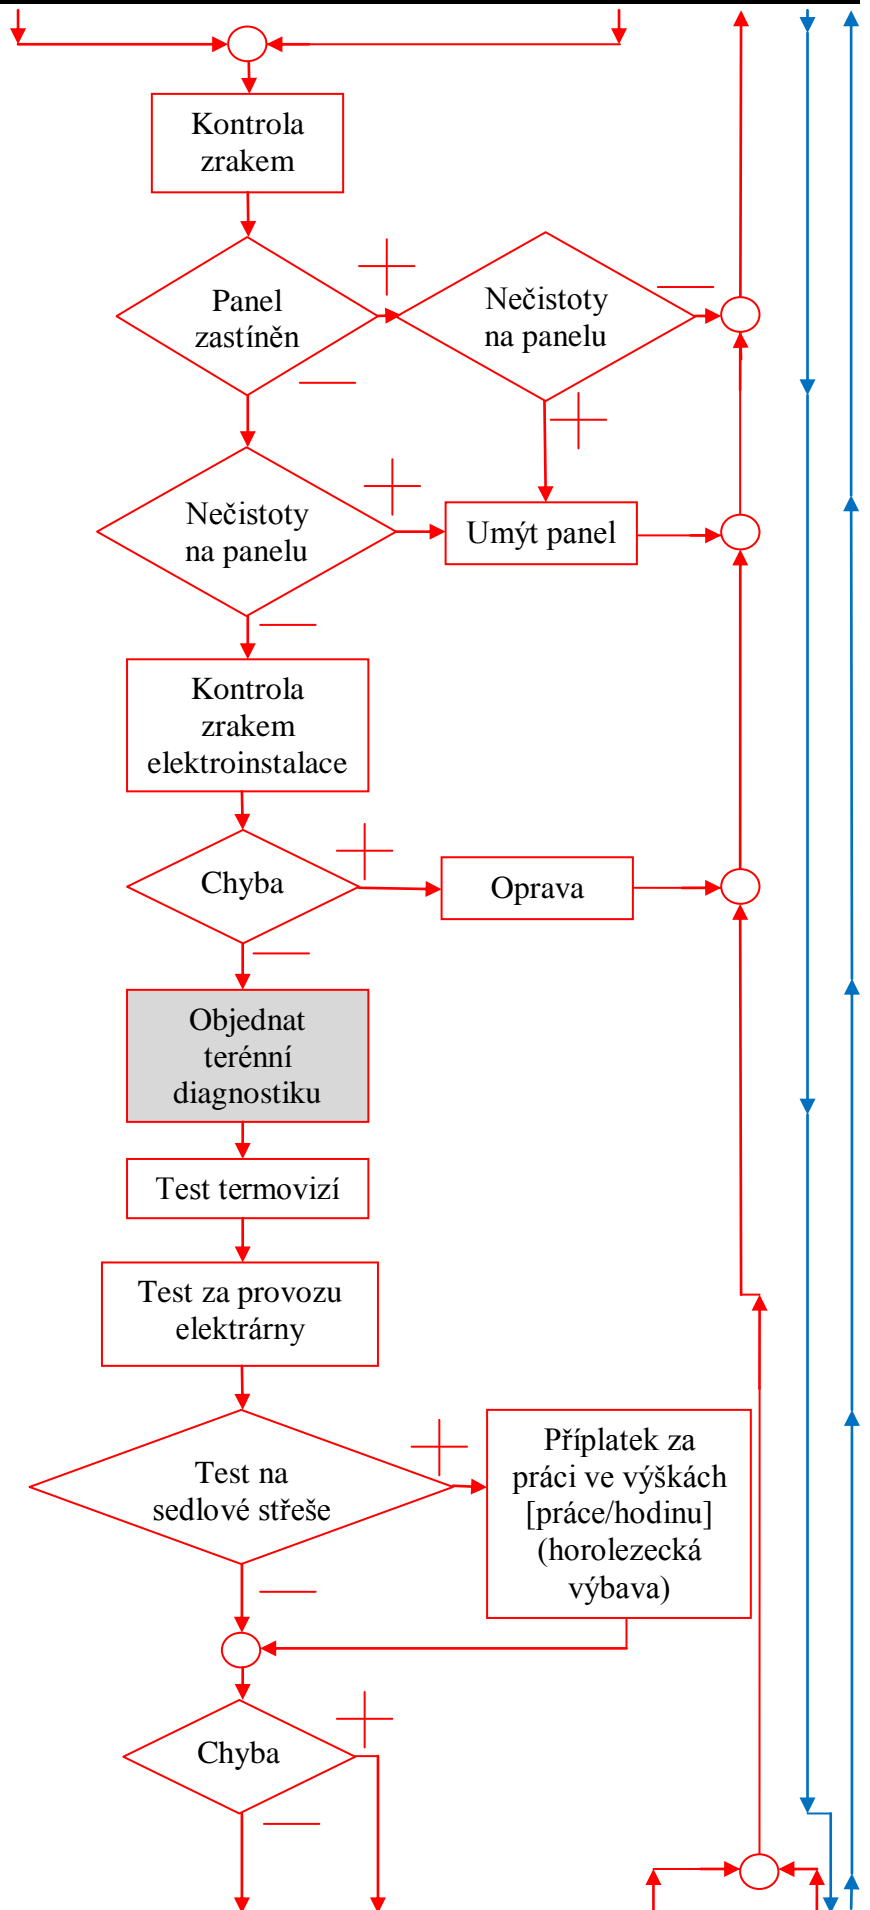 Kontrola
zrakem
Panel
zastíněn
Nečistoty
na panelu
Nečistoty
na panelu
Umýt panel
Kontrola
zrakem
elektroinstalace
Chyba
Oprava
Objednat
terénní
diagnostiku
Test termovizí
Test za provozu
elektrárny
Test na
sedlové střeše
Příplatek za
práci ve výškách
[práce/hodinu]
(horolezecká
výbava)
Chyba